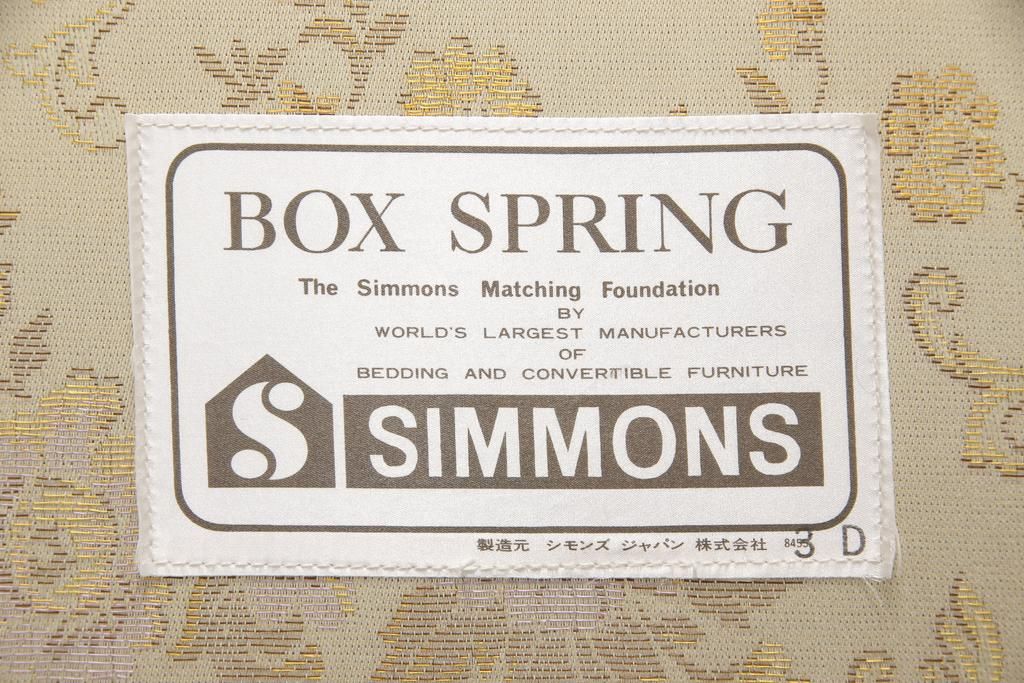 BOX SPRING
The Simmons Matching Foundation
BY
WORLD'S LARGEST MANUFACTURERS
OF
BEDDING AND CONVERTIBLE FURNITURE
S SIMMONS
製造元 シモンズ ジャパン 株式会社 3 D